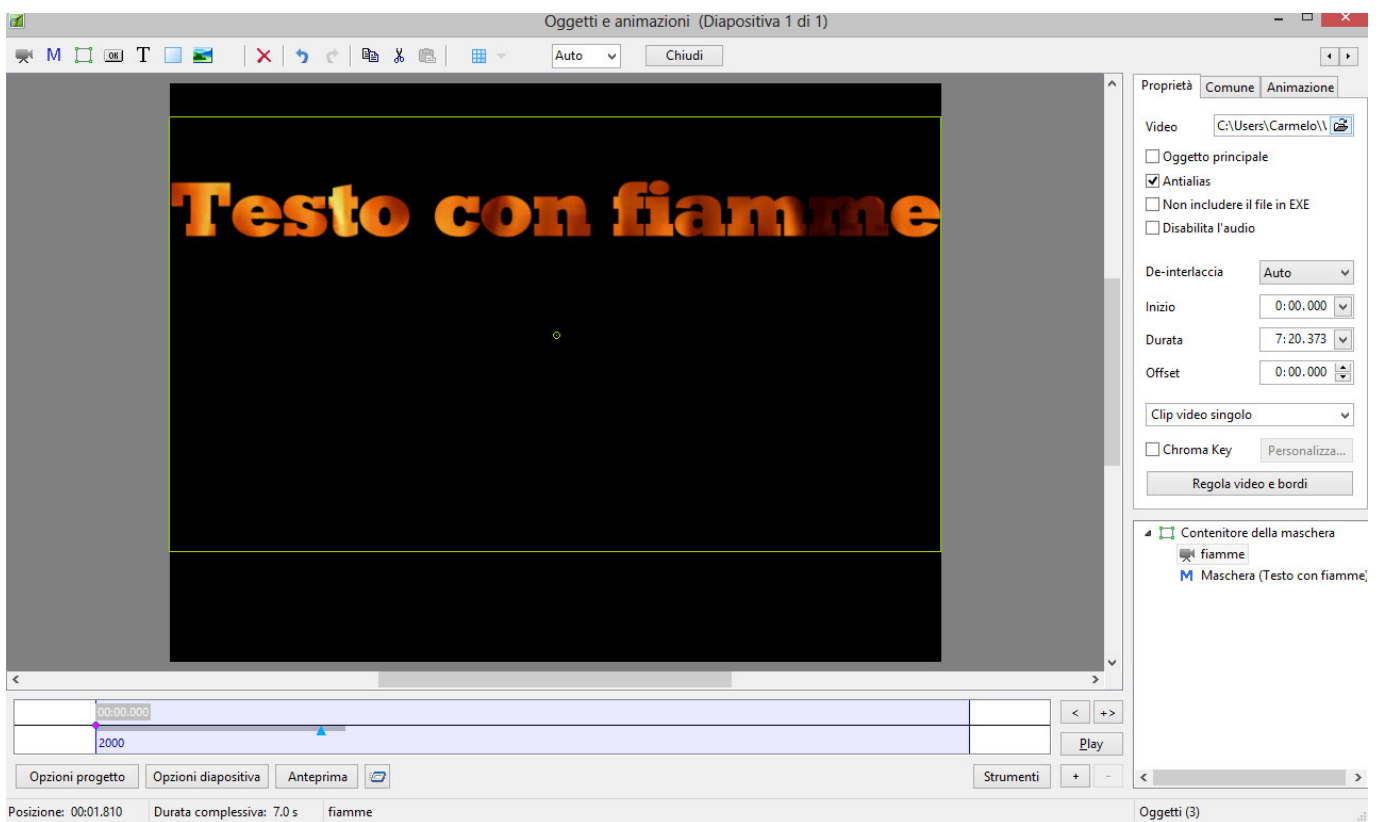 Oggetti e animazioni (Diapositiva 1 di 1)
M OK T Auto Chiudi
Proprietà Comune Animazione
Video C:\Users\Carmelo\\
Oggetto principale
Antialias
Non includere il file in EXE
Disabilita l'audio
De-interlaccia Auto
Inizio 0:00.000
Durata 7:20.373
Offset 0:00.000
Clip video singolo
Chroma Key Personalizza...
Regola video e bordi
Testo con fiamme
Contenitore della maschera
fiamme
M Maschera (Testo con fiamme)
00:00.000
2000
< +>
Play
Opzioni progetto Opzioni diapositiva Anteprima Strumenti + -
Posizione: 00:01.810 Durata complessiva: 7.0 s fiamme Oggetti (3)